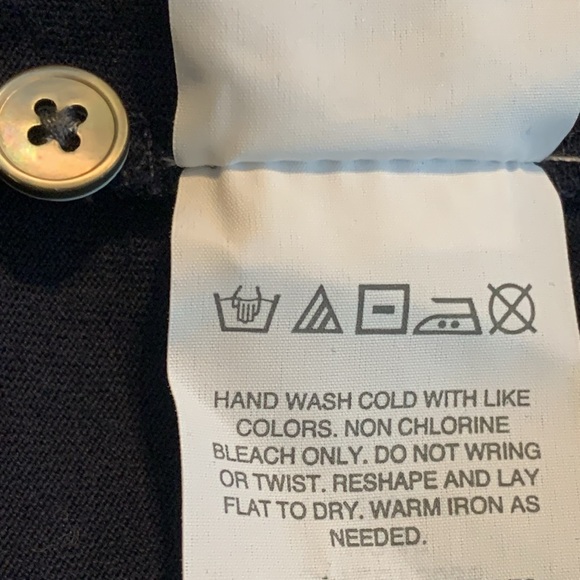 HAND WASH COLD WITH LIKE
COLORS. NON CHLORINE
BLEACH ONLY. DO NOT WRING
OR TWIST. RESHAPE AND LAY
FLAT TO DRY. WARM IRON AS
NEEDED.